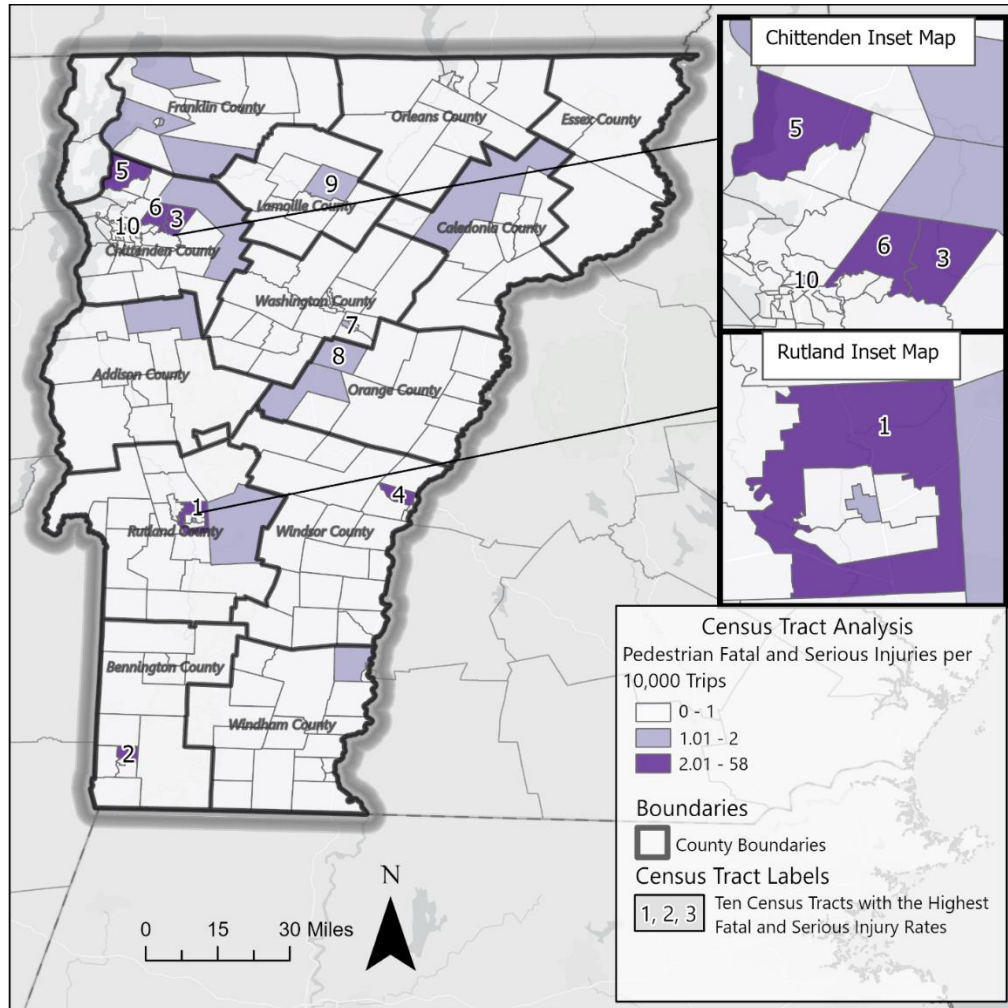 Chittenden Inset Map
5
6
3
10
Rutland Inset Map
1
Franklin County
Orleans County
Essex County
5
9
6
3
Lamoille County
10
Chittenden County
Caledonia County
Washington County
7
8
Addison County
Orange County
1
4
Rutland County
Windsor County
Bennington County
Windham County
2
N
0 15 30 Miles
Census Tract Analysis
Pedestrian Fatal and Serious Injuries per
10,000 Trips
0 - 1
1.01 - 2
2.01 - 58
Boundaries
County Boundaries
Census Tract Labels
1, 2, 3
Ten Census Tracts with the Highest
Fatal and Serious Injury Rates